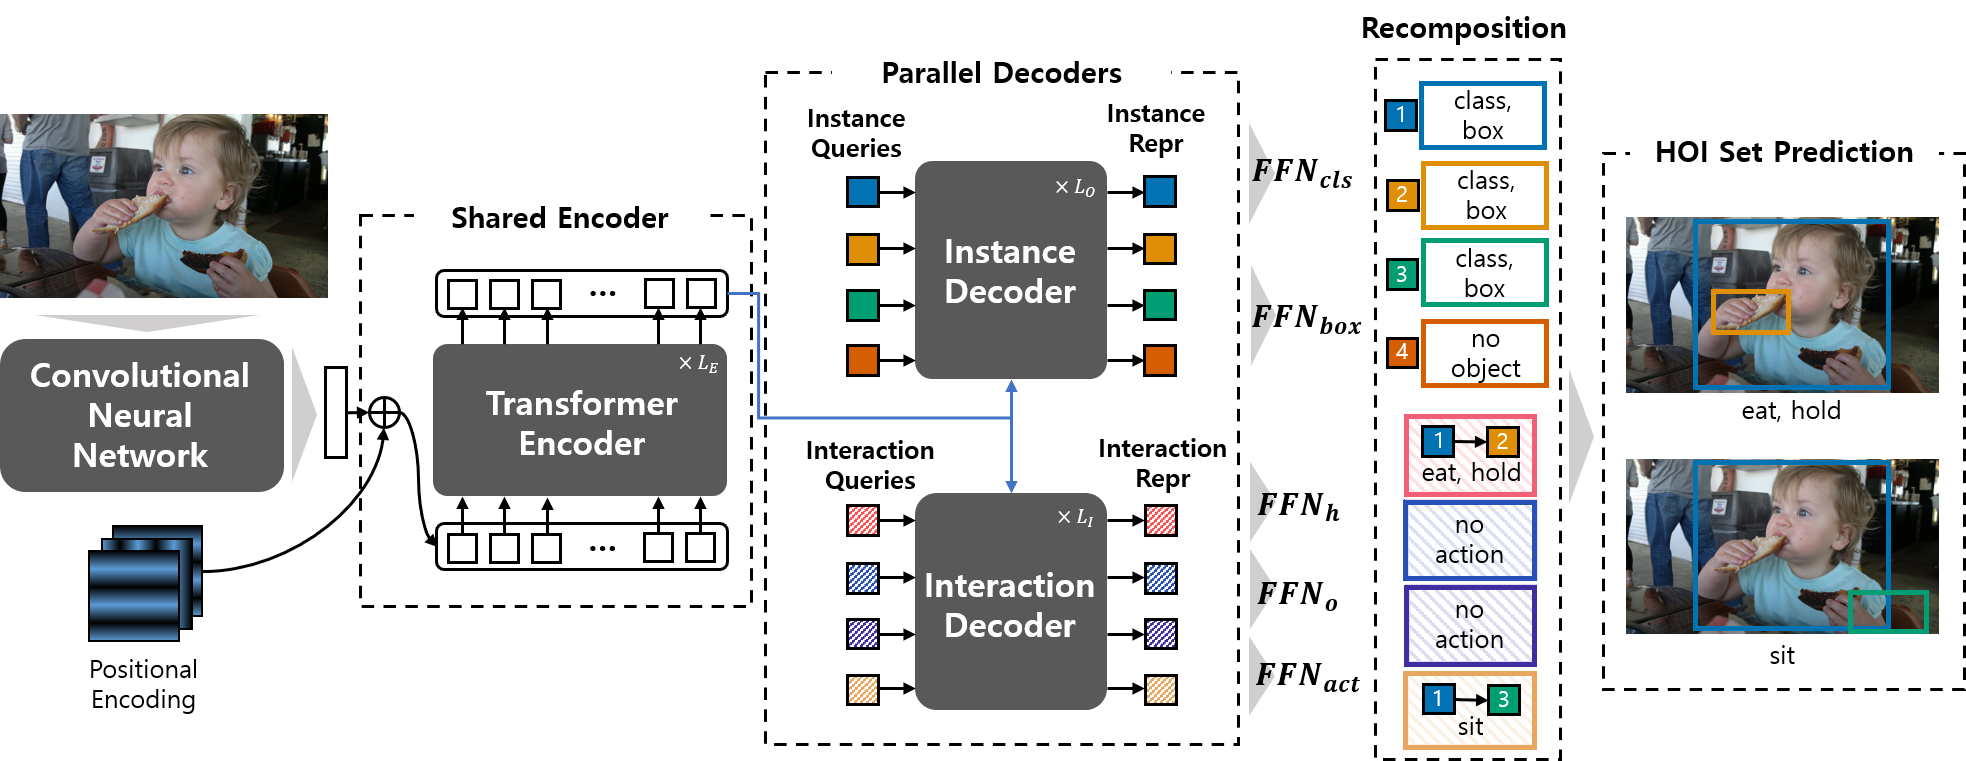 Convolutional
Neural
Network
Positional
Encoding
Shared Encoder
...
× L_E
Transformer
Encoder
...
Parallel Decoders
Instance
Queries
Instance
Repr
× L_O
Instance
Decoder
Interaction
Queries
Interaction
Repr
× L_I
Interaction
Decoder
FFN_cls
FFN_box
FFN_h
FFN_o
FFN_act
Recomposition
1
class,
box
2
class,
box
3
class,
box
4
no
object
1 2
eat, hold
no
action
no
action
1 3
sit
HOI Set Prediction
eat, hold
sit